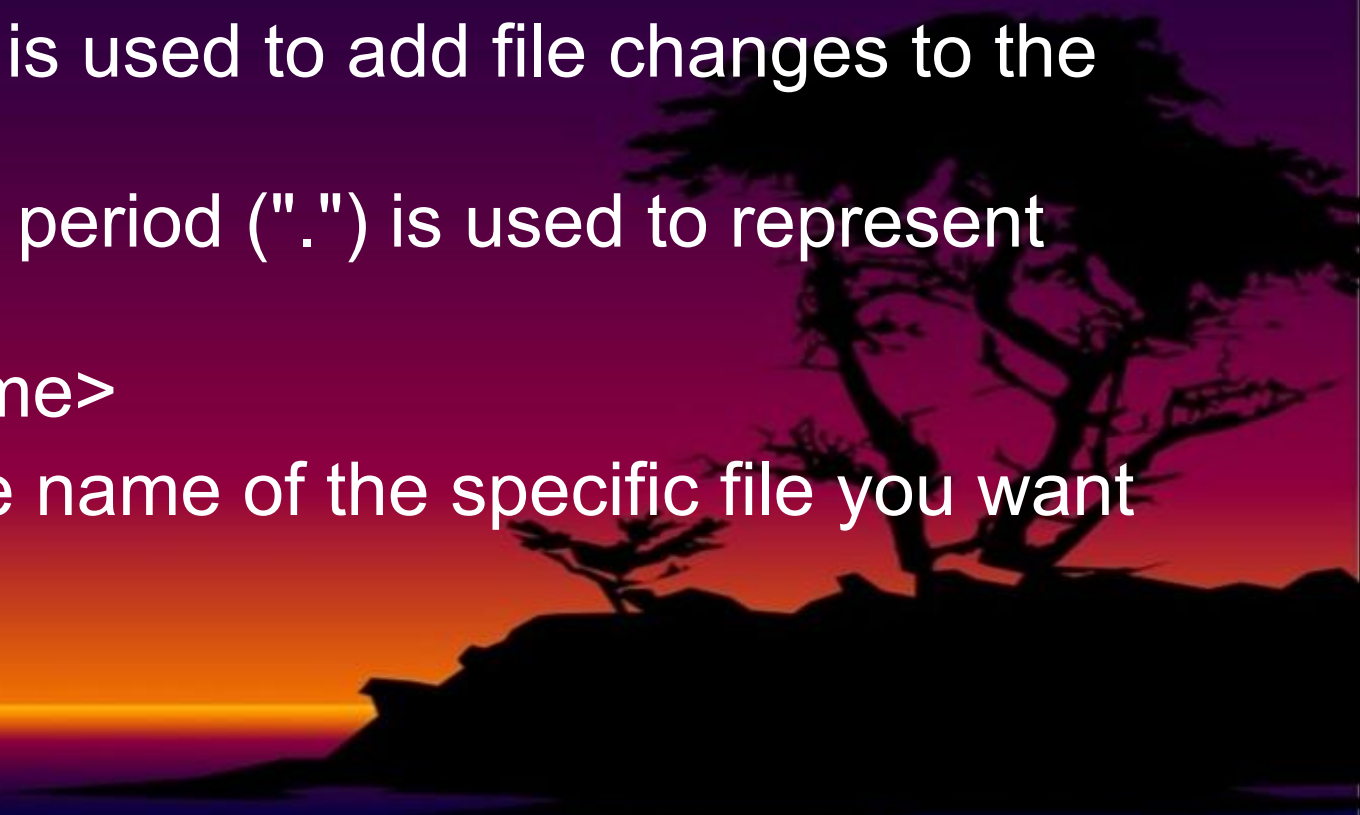 is used to add file changes to the
period (".") is used to represent
me>
name of the specific file you want